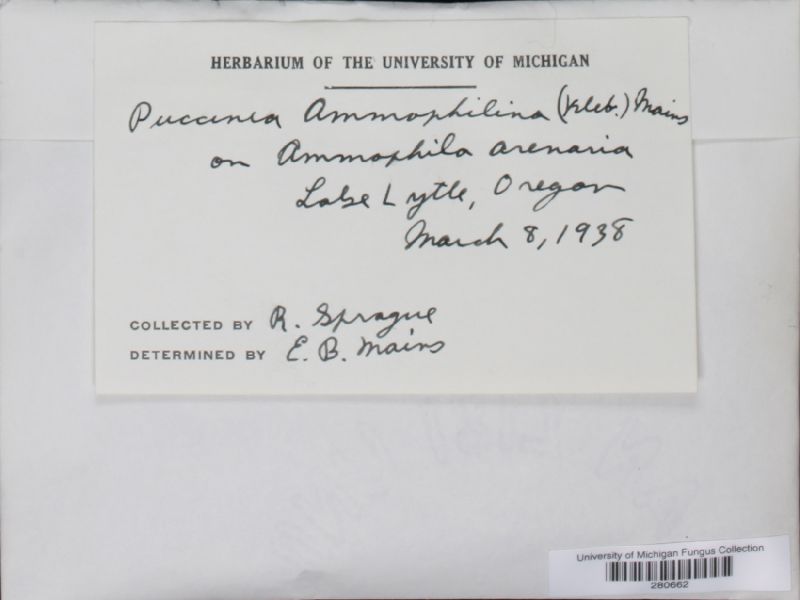 HERBARIUM OF THE UNIVERSITY OF MICHIGAN
Puccinia Ammophilina (Kleb.) Mains
on Ammophila arenaria
Lake Lytle, Oregon
March 8, 1938
COLLECTED BY R. Sprague
DETERMINED BY E. B. Mains
University of Michigan Fungus Collection
280662